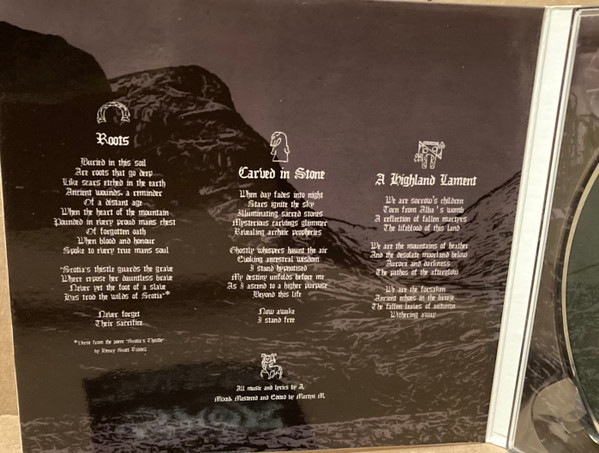 Roots
Buried in this soil
Are roots that go deep
Like scars etched in the earth
Ancient wounds, a reminder
Of a distant age
When the heart of the mountain
Pounded in every proud mans chest
Of forgotten oath
When blood and honour
Spoke to every true mans soul
"Scotia's thistle guards the grave
Where repose her dauntless brave
Never yet the foot of a slave
Has trod the wilds of Scotia"*
Never forget
Their sacrifice
*Verse from the poem "Scotia's Thistle"
by Henry Scott Riddell
Carved in Stone
When day fades into night
Stars ignite the sky
Illuminating sacred stones
Mysterious carvings glimmer
Revealing archaic prophecies
Ghostly whispers haunt the air
Evoking ancestral wisdom
I stand hypnotised
My destiny unfolds before me
As I ascend to a higher purpose
Beyond this life
Now awake
I stand free
A Highland Lament
We are sorrow's children
Torn from Alba's womb
A reflection of fallen martyrs
The lifeblood of this land
We are the mountains of heather
And the desolate moorland below
Aurora and darkness
The pathos of the afterglow
We are the forsaken
Ancient echoes in the breeze
The fallen leaves of autumn
Withering away
All music and lyrics by A.
Mixed, Mastered and Edited by Martyn M.